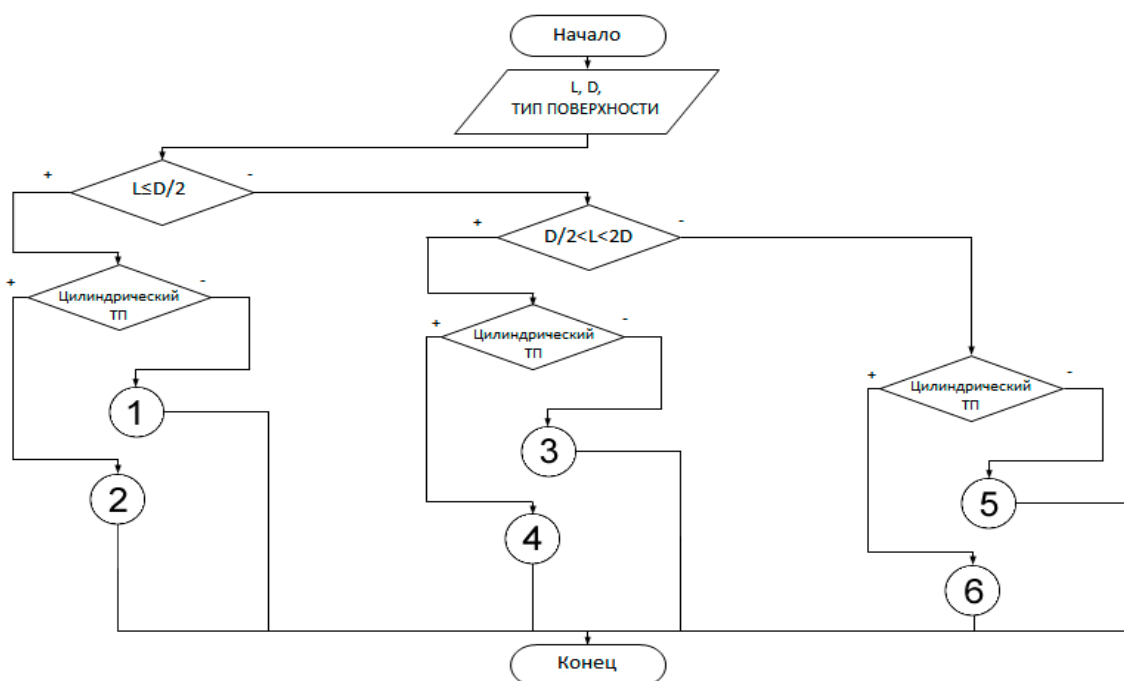 Начало
L, D,
ТИП ПОВЕРХНОСТИ
+
L≤D/2
-
+
D/2<L<2D
-
+
Цилиндрический
ТП
-
+
Цилиндрический
ТП
-
+
Цилиндрический
ТП
-
1
2
3
4
5
6
Конец